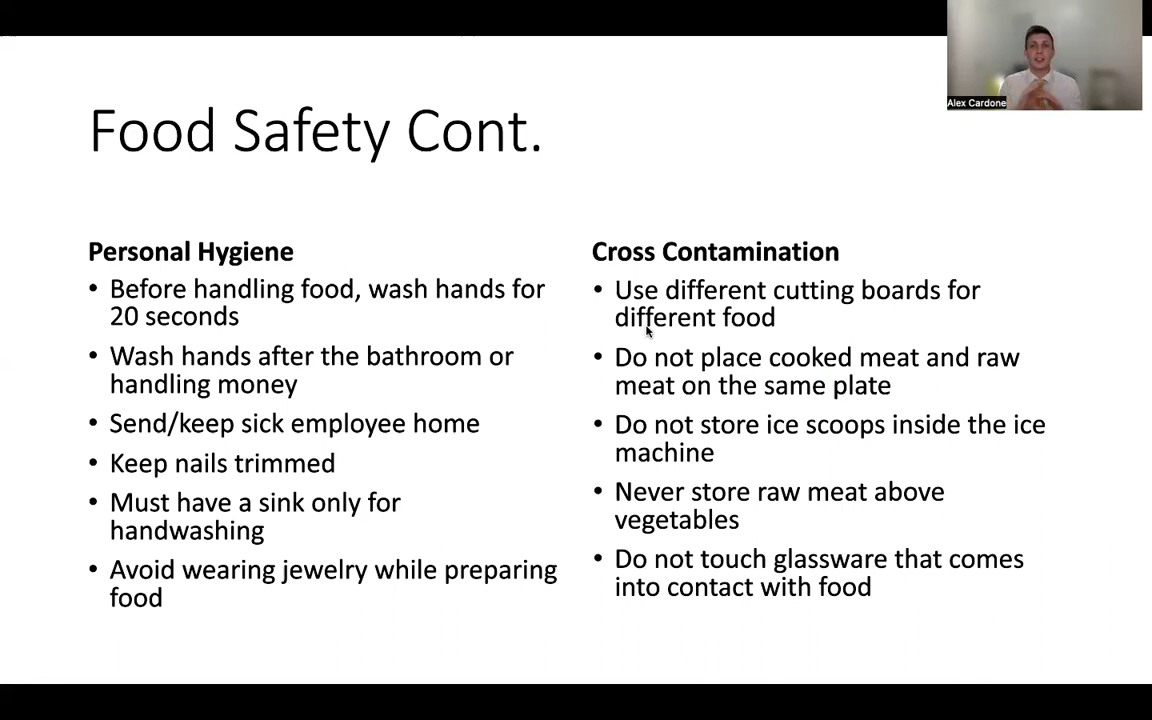 Alex Cardone
Food Safety Cont.
Personal Hygiene
• Before handling food, wash hands for
20 seconds
• Wash hands after the bathroom or
handling money
• Send/keep sick employee home
• Keep nails trimmed
• Must have a sink only for
handwashing
• Avoid wearing jewelry while preparing
food
Cross Contamination
• Use different cutting boards for
different food
• Do not place cooked meat and raw
meat on the same plate
• Do not store ice scoops inside the ice
machine
• Never store raw meat above
vegetables
• Do not touch glassware that comes
into contact with food